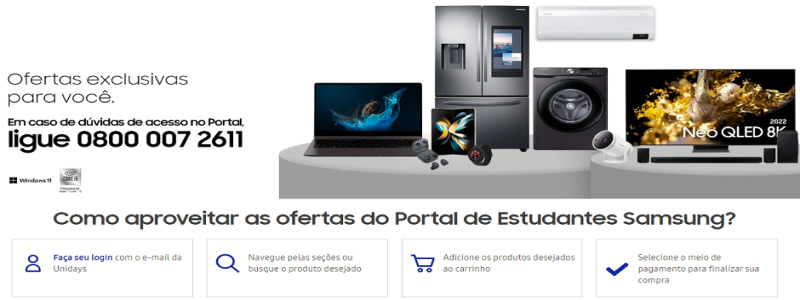 Ofertas exclusivas
para você.
Em caso de dúvidas de acesso no Portal,
ligue 0800 007 2611
Windows 11
CORE i5
2022
Neo QLED 8K
Como aproveitar as ofertas do Portal de Estudantes Samsung?
Faça seu login com o e-mail da
Unidays
Navegue pelas seções ou
busque o produto desejado
Adicione os produtos desejados
ao carrinho
Selecione o meio de
pagamento para finalizar sua
compra